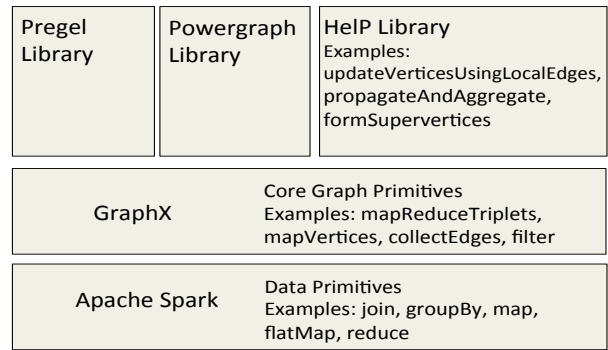 Pregel
Library
Powergraph
Library
HelP Library
Examples:
updateVerticesUsingLocalEdges,
propagateAndAggregate,
formSupervertices
GraphX
Core Graph Primitives
Examples: mapReduceTriplets,
mapVertices, collectEdges, filter
Apache Spark
Data Primitives
Examples: join, groupBy, map,
flatMap, reduce